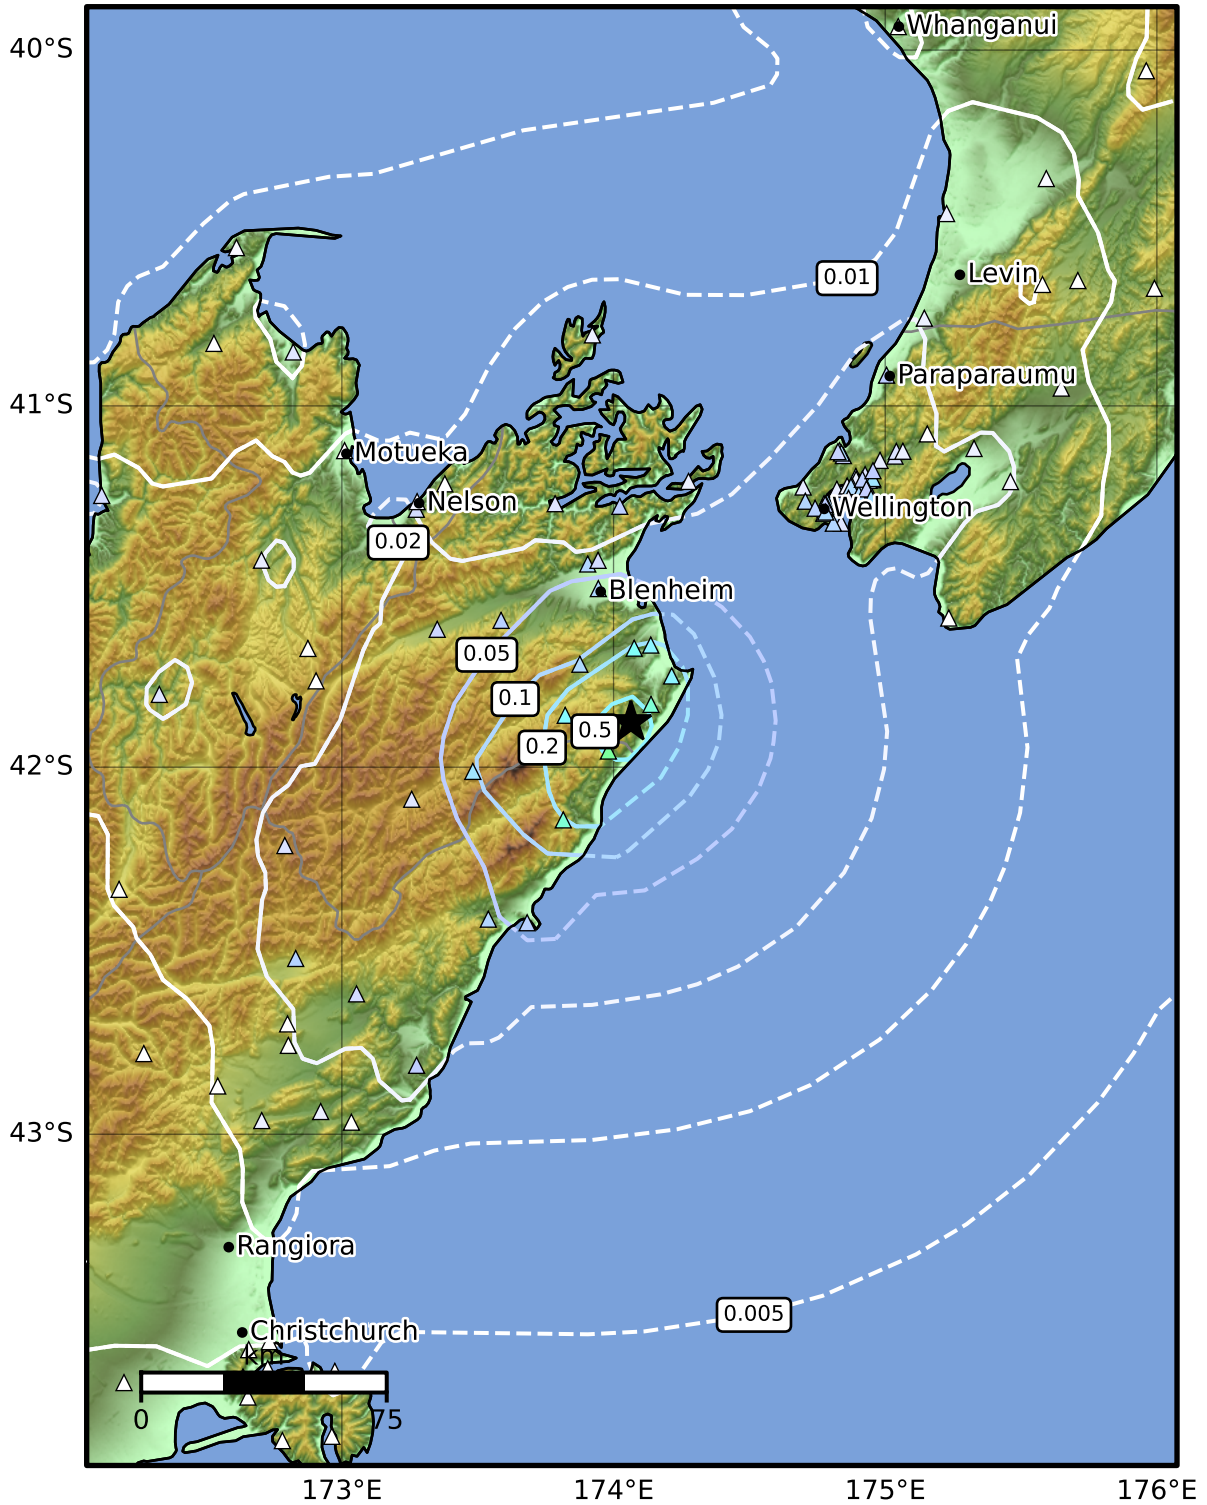 Whanganui
40°S
Levin
0.01
Paraparaumu
41°S
Motueka
Nelson
Wellington
0.02
Blenheim
0.05
0.1
0.5
0.2
42°S
43°S
Rangiora
0.005
Christchurch
km
0 75
173°E 174°E 175°E 176°E